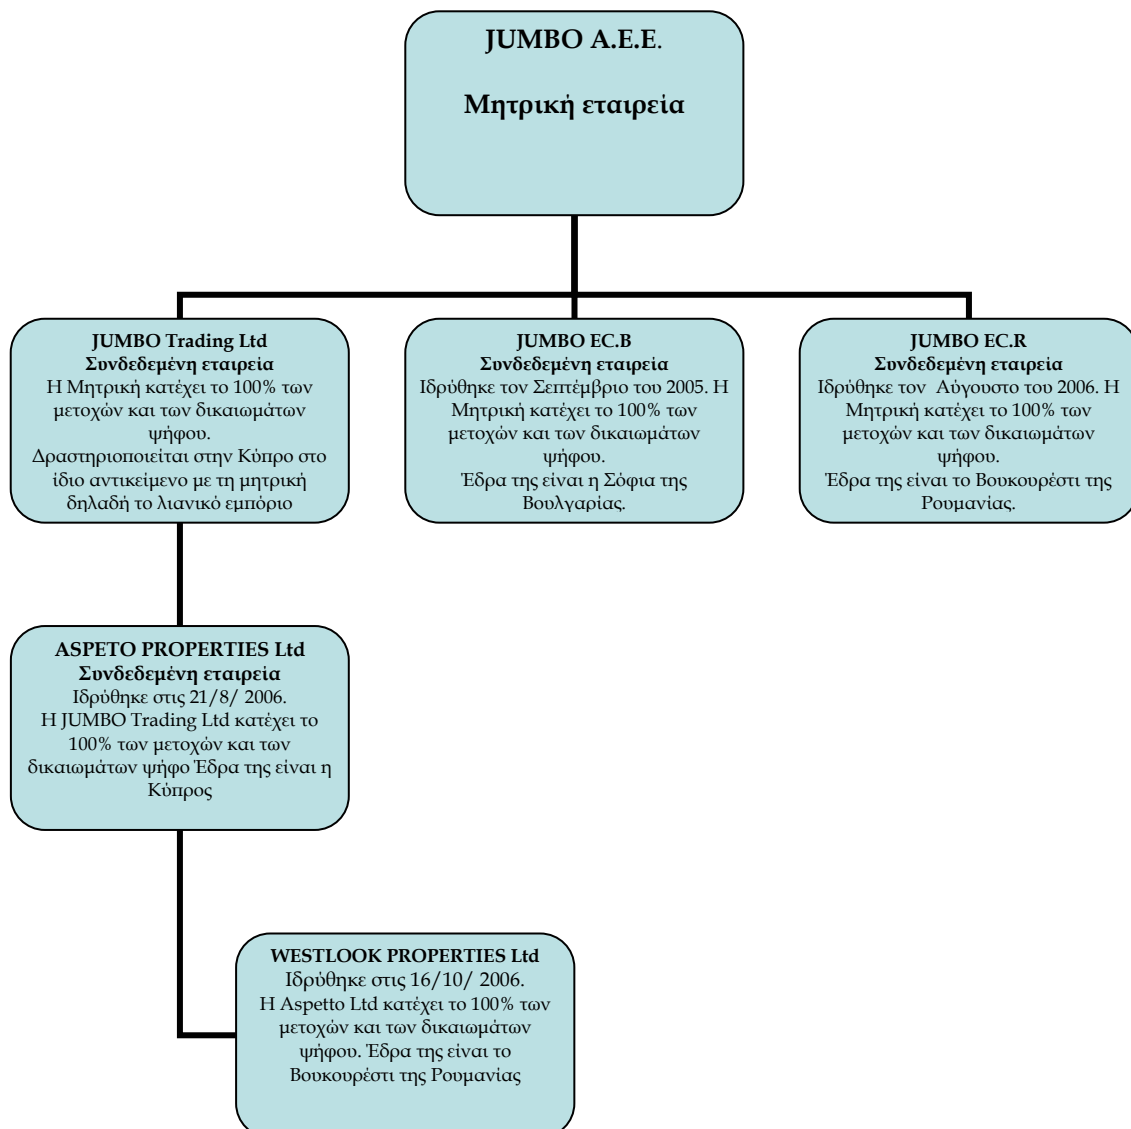 JUMBO A.E.E.
Μητρική εταιρεία
JUMBO Trading Ltd
Συνδεδεμένη εταιρεία
Η Μητρική κατέχει το 100% των
μετοχών και των δικαιωμάτων
ψήφου.
Δραστηριοποιείται στην Κύπρο στο
ίδιο αντικείμενο με τη μητρική
δηλαδή το λιανικό εμπόριο
JUMBO EC.B
Συνδεδεμένη εταιρεία
Ιδρύθηκε τον Σεπτέμβριο του 2005. Η
Μητρική κατέχει το 100% των
μετοχών και των δικαιωμάτων
ψήφου.
Έδρα της είναι η Σόφια της
Βουλγαρίας.
JUMBO EC.R
Συνδεδεμένη εταιρεία
Ιδρύθηκε τον Αύγουστο του 2006. Η
Μητρική κατέχει το 100% των
μετοχών και των δικαιωμάτων
ψήφου.
Έδρα της είναι το Βουκουρέστι της
Ρουμανίας.
ASPETO PROPERTIES Ltd
Συνδεδεμένη εταιρεία
Ιδρύθηκε στις 21/8/ 2006.
Η JUMBO Trading Ltd κατέχει το
100% των μετοχών και των
δικαιωμάτων ψήφο Έδρα της είναι η
Κύπρος
WESTLOOK PROPERTIES Ltd
Ιδρύθηκε στις 16/10/ 2006.
Η Aspetto Ltd κατέχει το 100% των
μετοχών και των δικαιωμάτων
ψήφου. Έδρα της είναι το
Βουκουρέστι της Ρουμανίας